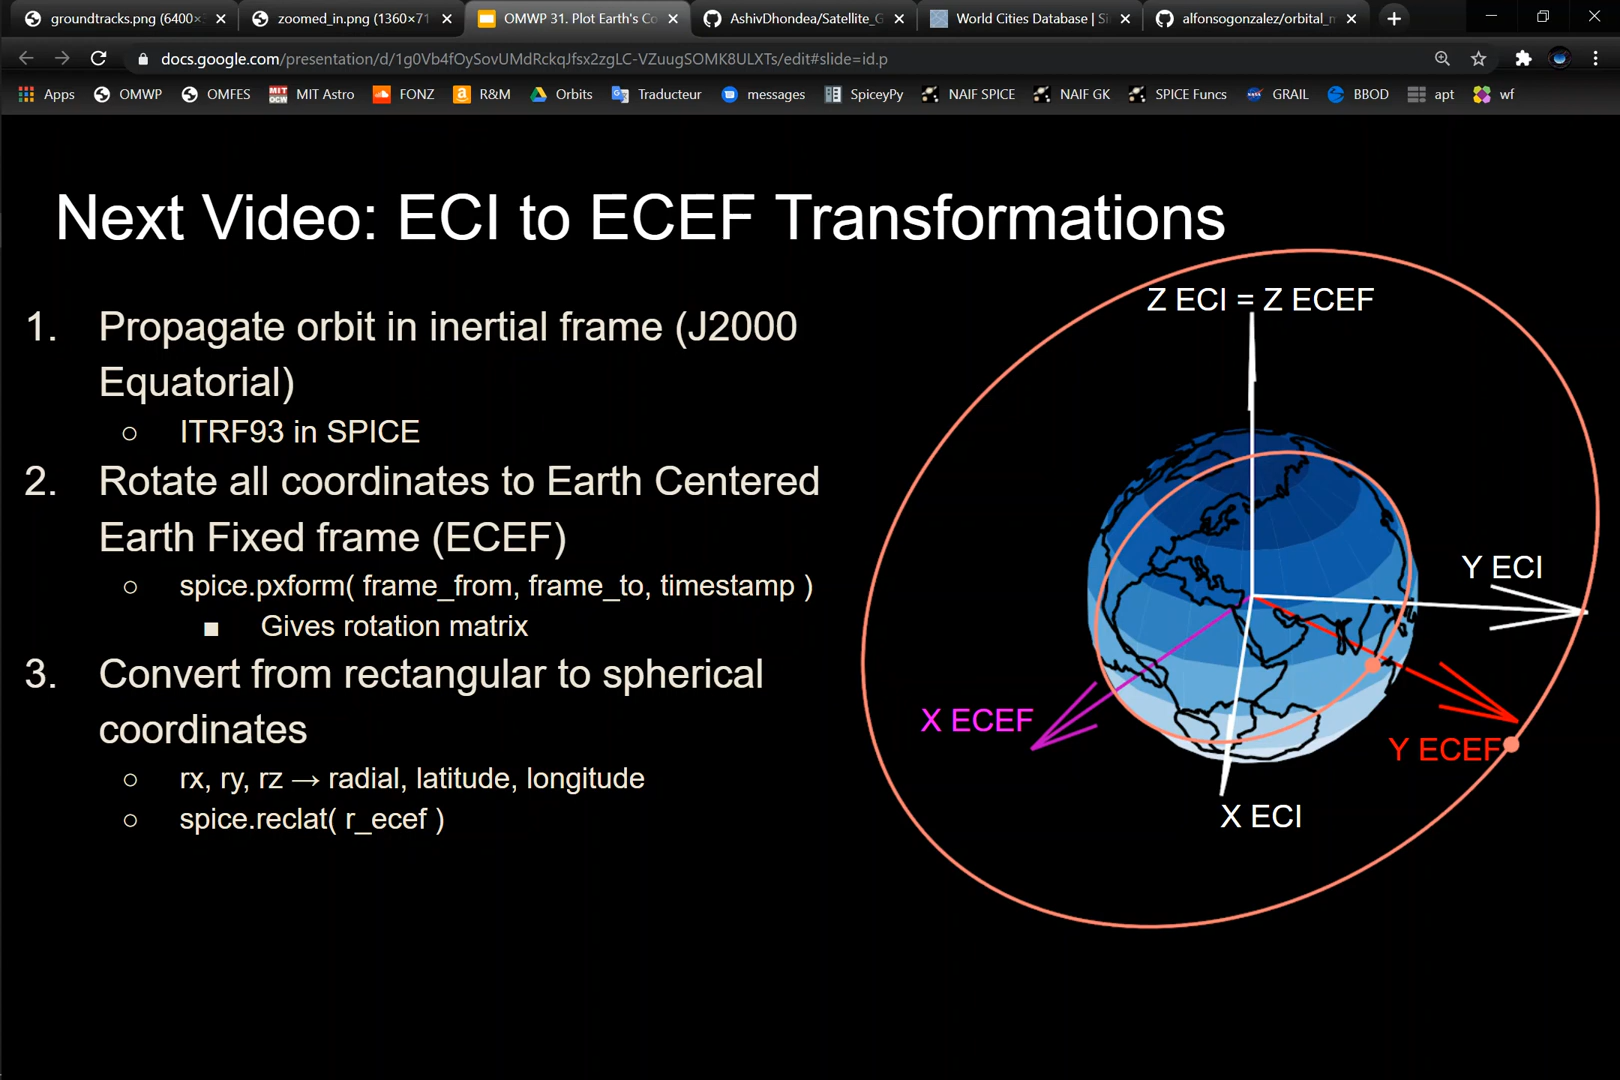 groundtracks.png (6400×
zoomed_in.png (1360×71
OMWP 31. Plot Earth's Co
AshivDhondea/Satellite_G
World Cities Database | Si
alfonsogonzalez/orbital_m
docs.google.com/presentation/d/1g0Vb4fOySovUMdRckqJfsx2zgLC-VZuugSOMK8ULXTs/edit#slide=id.p
Apps
OMWP
OMFES
MIT OCW
MIT Astro
FONZ
R&M
Orbits
Traducteur
messages
SpiceyPy
NAIF SPICE
NAIF GK
SPICE Funcs
GRAIL
BBOD
apt
wf
Next Video: ECI to ECEF Transformations
1. Propagate orbit in inertial frame (J2000
Equatorial)
○ ITRF93 in SPICE
2. Rotate all coordinates to Earth Centered
Earth Fixed frame (ECEF)
○ spice.pxform( frame_from, frame_to, timestamp )
■ Gives rotation matrix
3. Convert from rectangular to spherical
coordinates
○ rx, ry, rz → radial, latitude, longitude
○ spice.reclat( r_ecef )
Z ECI = Z ECEF
Y ECI
X ECEF
Y ECEF
X ECI